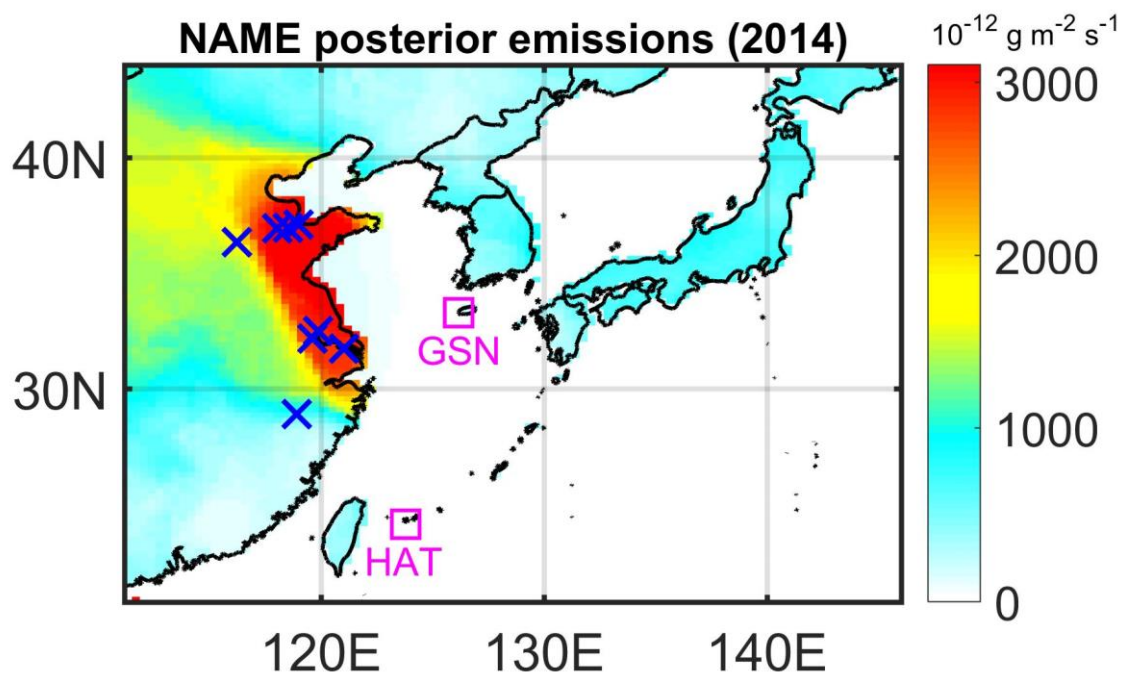 NAME posterior emissions (2014)
10^-12 g m^-2 s^-1
3000
2000
1000
0
40N
30N
GSN
HAT
120E
130E
140E